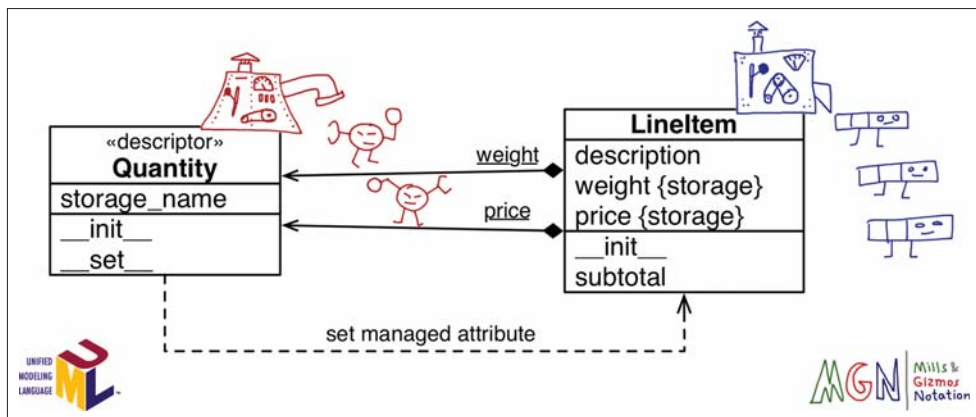 «descriptor»
Quantity
storage_name
__init__
__set__
weight
price
LineItem
description
weight {storage}
price {storage}
__init__
subtotal
set managed attribute
UNIFIED
MODELING
LANGUAGE
UML
MGN
Mills &
Gizmos
Notation